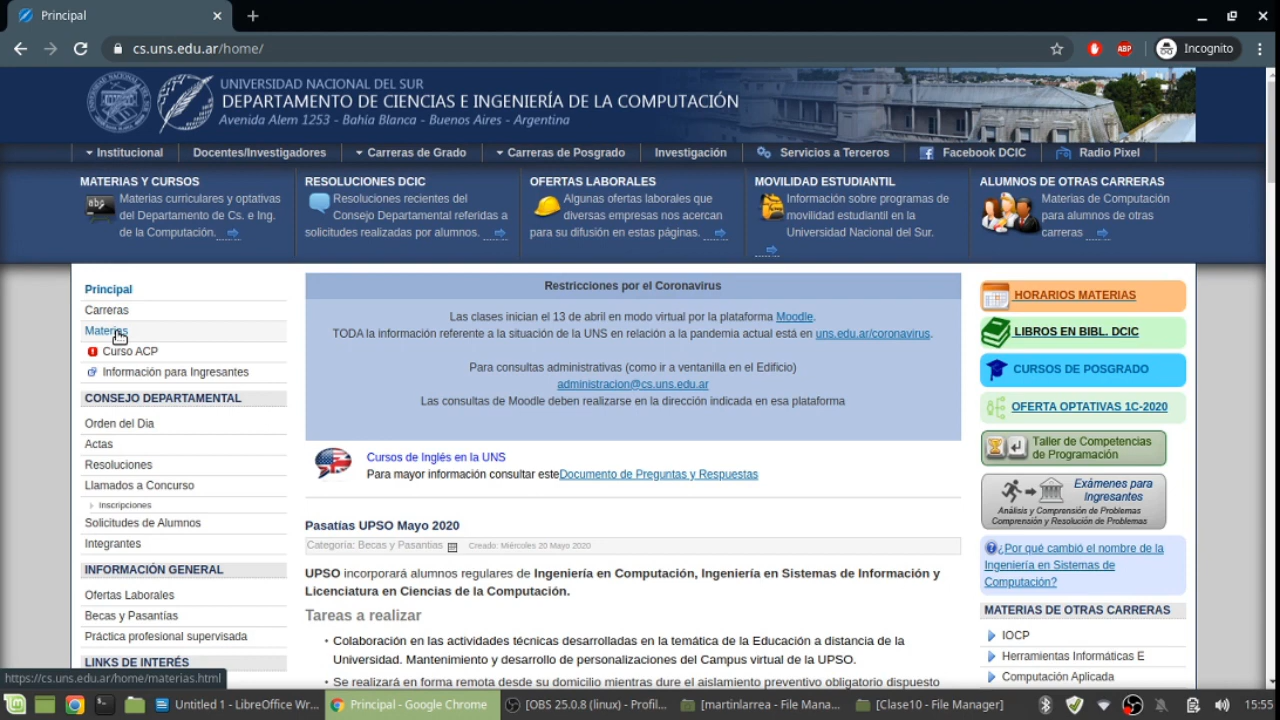 Principal
cs.uns.edu.ar/home/
ABP
Incognito
UNIVERSIDAD NACIONAL DEL SUR
DEPARTAMENTO DE CIENCIAS E INGENIERÍA DE LA COMPUTACIÓN
Avenida Alem 1253 - Bahía Blanca - Buenos Aires - Argentina
Institucional
Docentes/Investigadores
Carreras de Grado
Carreras de Posgrado
Investigación
Servicios a Terceros
Facebook DCIC
Radio Pixel
MATERIAS Y CURSOS
Materias curriculares y optativas
del Departamento de Cs. e Ing.
de la Computación.
RESOLUCIONES DCIC
Resoluciones recientes del
Consejo Departamental referidas a
solicitudes realizadas por alumnos.
OFERTAS LABORALES
Algunas ofertas laborales que
diversas empresas nos acercan
para su difusión en estas páginas.
MOVILIDAD ESTUDIANTIL
Información sobre programas de
movilidad estudiantil en la
Universidad Nacional del Sur.
ALUMNOS DE OTRAS CARRERAS
Materias de Computación
para alumnos de otras
carreras
Principal
Carreras
Materias
Curso ACP
Información para Ingresantes
CONSEJO DEPARTAMENTAL
Orden del Dia
Actas
Resoluciones
Llamados a Concurso
Inscripciones
Solicitudes de Alumnos
Integrantes
INFORMACIÓN GENERAL
Ofertas Laborales
Becas y Pasantías
Práctica profesional supervisada
LINKS DE INTERÉS
Restricciones por el Coronavirus
Las clases inician el 13 de abril en modo virtual por la plataforma Moodle.
TODA la información referente a la situación de la UNS en relación a la pandemia actual está en uns.edu.ar/coronavirus.
Para consultas administrativas (como ir a ventanilla en el Edificio)
administracion@cs.uns.edu.ar
Las consultas de Moodle deben realizarse en la dirección indicada en esa plataforma
Cursos de Inglés en la UNS
Para mayor información consultar esteDocumento de Preguntas y Respuestas
Pasatías UPSO Mayo 2020
Categoría: Becas y Pasantias Creado: Miércoles 20 Mayo 2020
UPSO incorporará alumnos regulares de Ingeniería en Computación, Ingeniería en Sistemas de Información y
Licenciatura en Ciencias de la Computación.
Tareas a realizar
• Colaboración en las actividades técnicas desarrolladas en la temática de la Educación a distancia de la
Universidad. Mantenimiento y desarrollo de personalizaciones del Campus virtual de la UPSO.
• Se realizará en forma remota desde su domicilio mientras dure el aislamiento preventivo obligatorio dispuesto
HORARIOS MATERIAS
LIBROS EN BIBL. DCIC
CURSOS DE POSGRADO
OFERTA OPTATIVAS 1C-2020
Taller de Competencias
de Programación
Exámenes para
Ingresantes
Análisis y Comprensión de Problemas
Comprensión y Resolución de Problemas
¿Por qué cambió el nombre de la
Ingeniería en Sistemas de
Computación?
MATERIAS DE OTRAS CARRERAS
IOCP
Herramientas Informáticas E
Computación Aplicada
https://cs.uns.edu.ar/home/materias.html
Untitled 1 - LibreOffice Wr...
Principal - Google Chrome
[OBS 25.0.8 (linux) - Profil...
[martinlarrea - File Mana...
[Clase10 - File Manager]
15:55